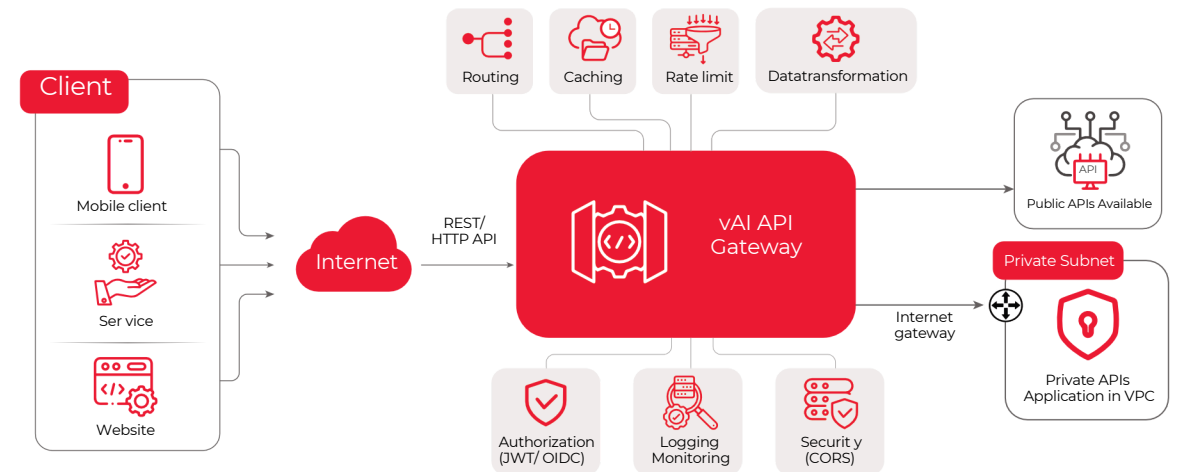 Routing
Caching
Rate limit
Datatransformation
Client
Mobile client
Ser vice
Website
Internet
REST/
HTTP API
vAI API
Gateway
API
Public APIs Available
Private Subnet
Internet
gateway
Private APIs
Application in VPC
Authorization
(JWT/ OIDC)
Logging
Monitoring
Securit y
(CORS)